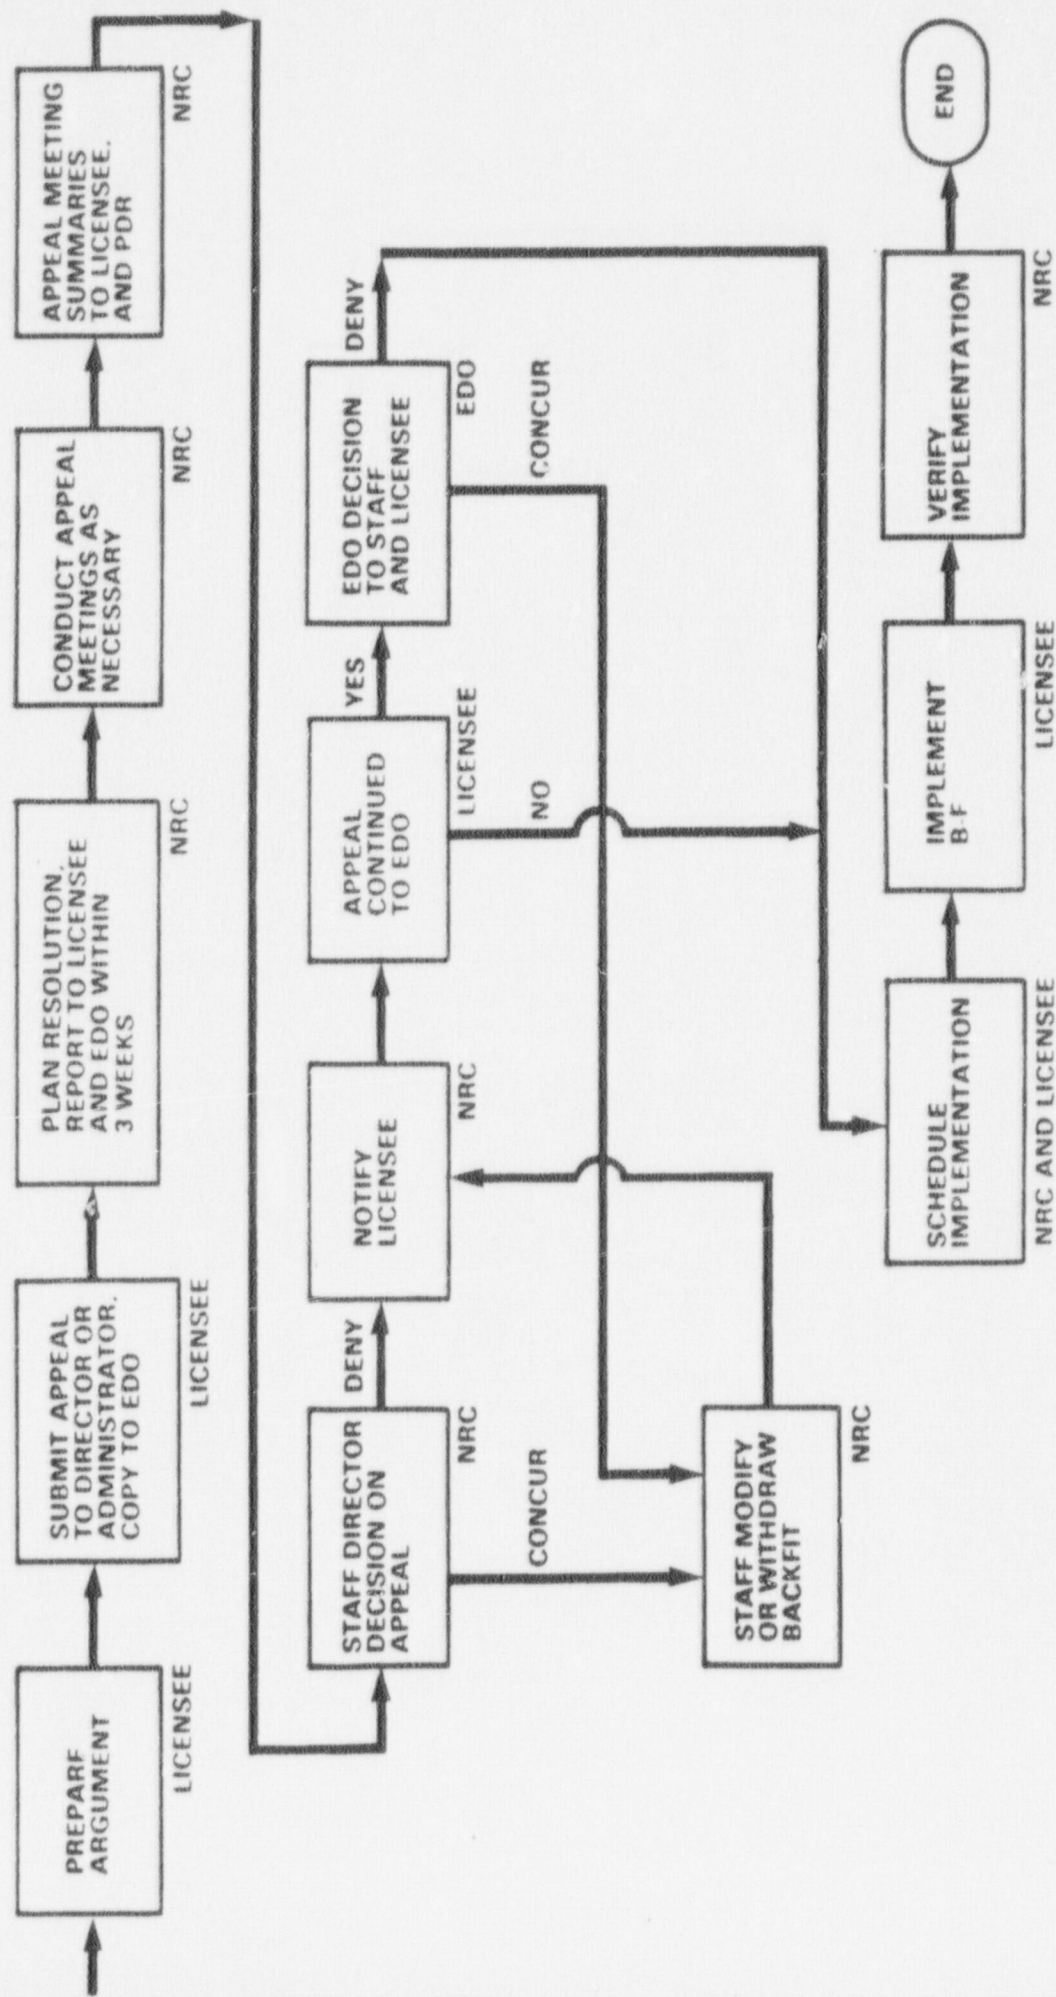 PREPARE
ARGUMENT
LICENSEE
SUBMIT APPEAL
TO DIRECTOR OR
ADMINISTRATOR.
COPY TO EDO
LICENSEE
PLAN RESOLUTION.
REPORT TO LICENSEE
AND EDO WITHIN
3 WEEKS
NRC
CONDUCT APPEAL
MEETINGS AS
NECESSARY
NRC
APPEAL MEETING
SUMMARIES
TO LICENSEE.
AND PDR
NRC
STAFF DIRECTOR
DECISION ON
APPEAL
NRC
DENY
CONCUR
NOTIFY
LICENSEE
NRC
APPEAL
CONTINUED
TO EDO
LICENSEE
YES
NO
EDO DECISION
TO STAFF
AND LICENSEE
EDO
DENY
CONCUR
STAFF MODIFY
OR WITHDRAW
BACKFIT
NRC
SCHEDULE
IMPLEMENTATION
NRC AND LICENSEE
IMPLEMENT
B-F
LICENSEE
VERIFY
IMPLEMENTATION
NRC
END